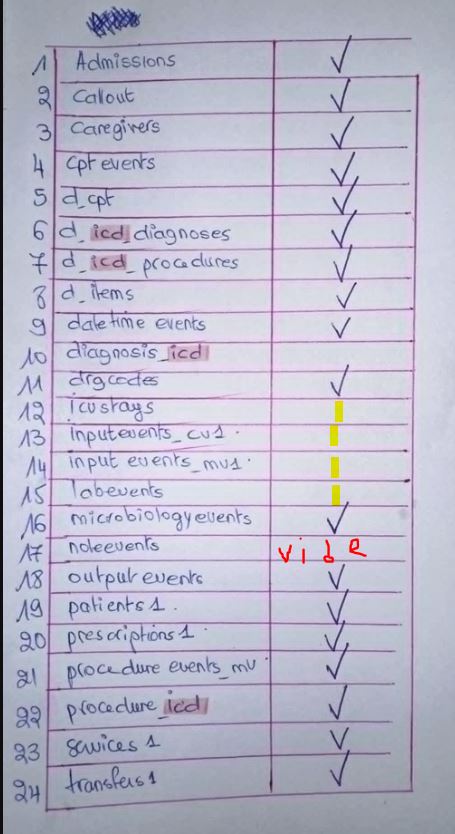 1 Admissions ✓
2 Callout ✓
3 Caregivers ✓
4 Cpt events ✓
5 d_cpt ✓
6 d_icd_diagnoses ✓
7 d_icd_procedures ✓
8 d_items ✓
9 datetime events ✓
10 diagnosis_icd
11 drgcodes ✓
12 icustays
13 inputevents_cv1.
14 input events_mv1.
15 labevents
16 microbiologyevents ✓
17 noteevents vide
18 output events ✓
19 patients 1. ✓
20 prescriptions 1. ✓
21 procedure events_mv. ✓
22 procedure_icd ✓
23 services 1 ✓
24 transfers 1 ✓